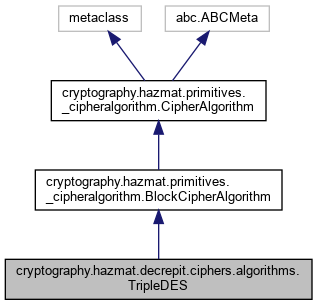 metaclass
abc.ABCMeta
cryptography.hazmat.primitives.
_cipheralgorithm.CipherAlgorithm
cryptography.hazmat.primitives.
_cipheralgorithm.BlockCipherAlgorithm
cryptography.hazmat.decrepit.ciphers.algorithms.
TripleDES